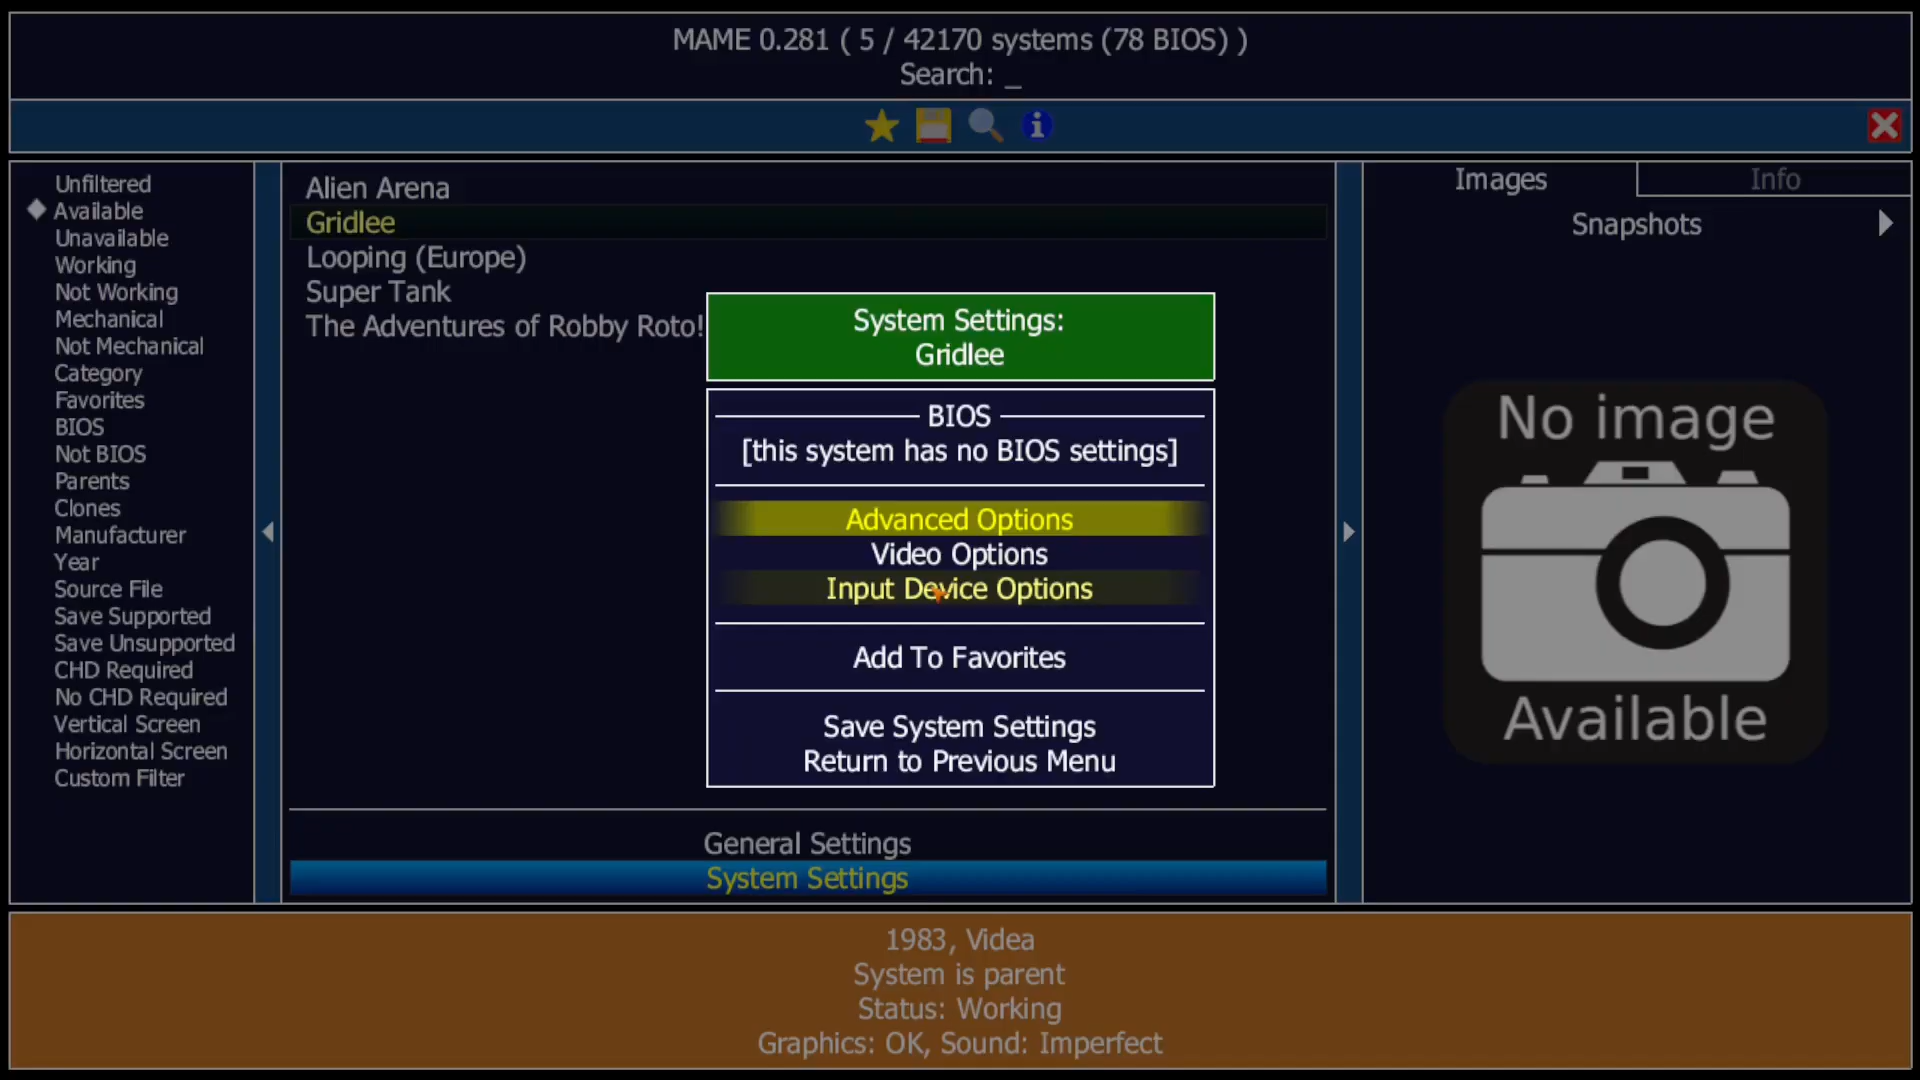 MAME 0.281 ( 5 / 42170 systems (78 BIOS) )
Search: _
Unfiltered
Available
Unavailable
Working
Not Working
Mechanical
Not Mechanical
Category
Favorites
BIOS
Not BIOS
Parents
Clones
Manufacturer
Year
Source File
Save Supported
Save Unsupported
CHD Required
No CHD Required
Vertical Screen
Horizontal Screen
Custom Filter
Alien Arena
Gridlee
Looping (Europe)
Super Tank
The Adventures of Robby Roto!
System Settings:
Gridlee
BIOS
[this system has no BIOS settings]
Advanced Options
Video Options
Input Device Options
Add To Favorites
Save System Settings
Return to Previous Menu
General Settings
System Settings
Images
Info
Snapshots
No image
Available
1983, Videa
System is parent
Status: Working
Graphics: OK, Sound: Imperfect